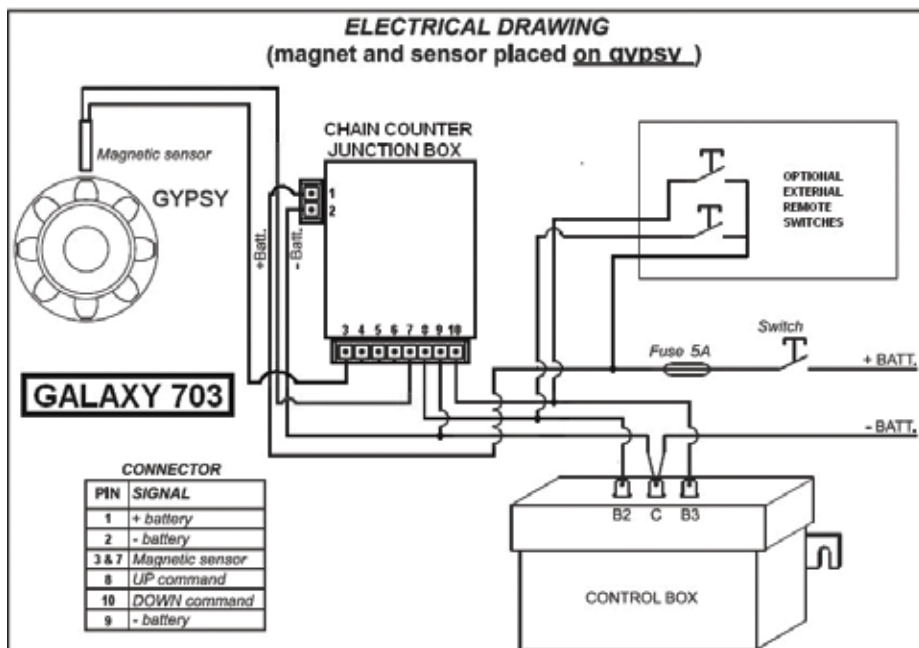 ELECTRICAL DRAWING
(magnet and sensor placed on gypsy )
Magnetic sensor
GYPSY
CHAIN COUNTER
JUNCTION BOX
1
2
+Batt.
- Batt.
3 4 5 6 7 8 9 10
OPTIONAL
EXTERNAL
REMOTE
SWITCHES
Fuse 5A
Switch
+ BATT.
- BATT.
GALAXY 703
CONNECTOR
PIN SIGNAL
1 + battery
2 - battery
3 & 7 Magnetic sensor
8 UP command
10 DOWN command
9 - battery
B2 C B3
CONTROL BOX